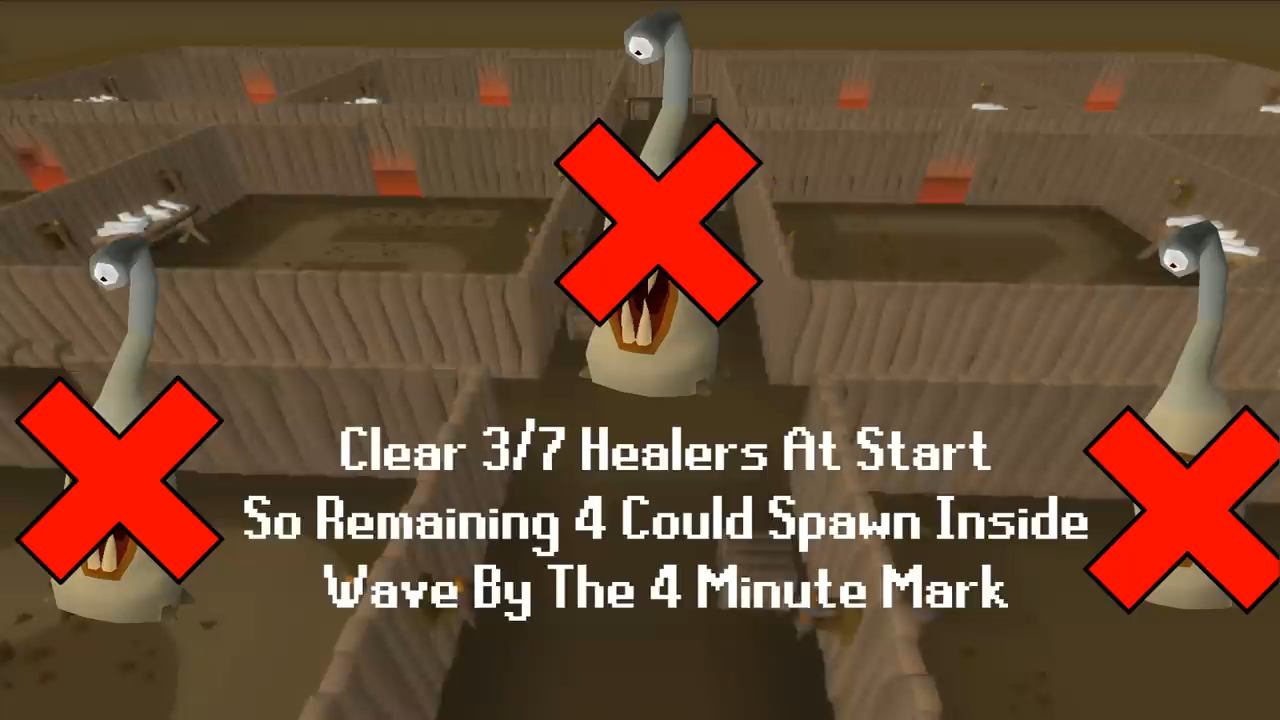 Clear 3/7 Healers At Start
So Remaining 4 Could Spawn Inside
Wave By The 4 Minute Mark